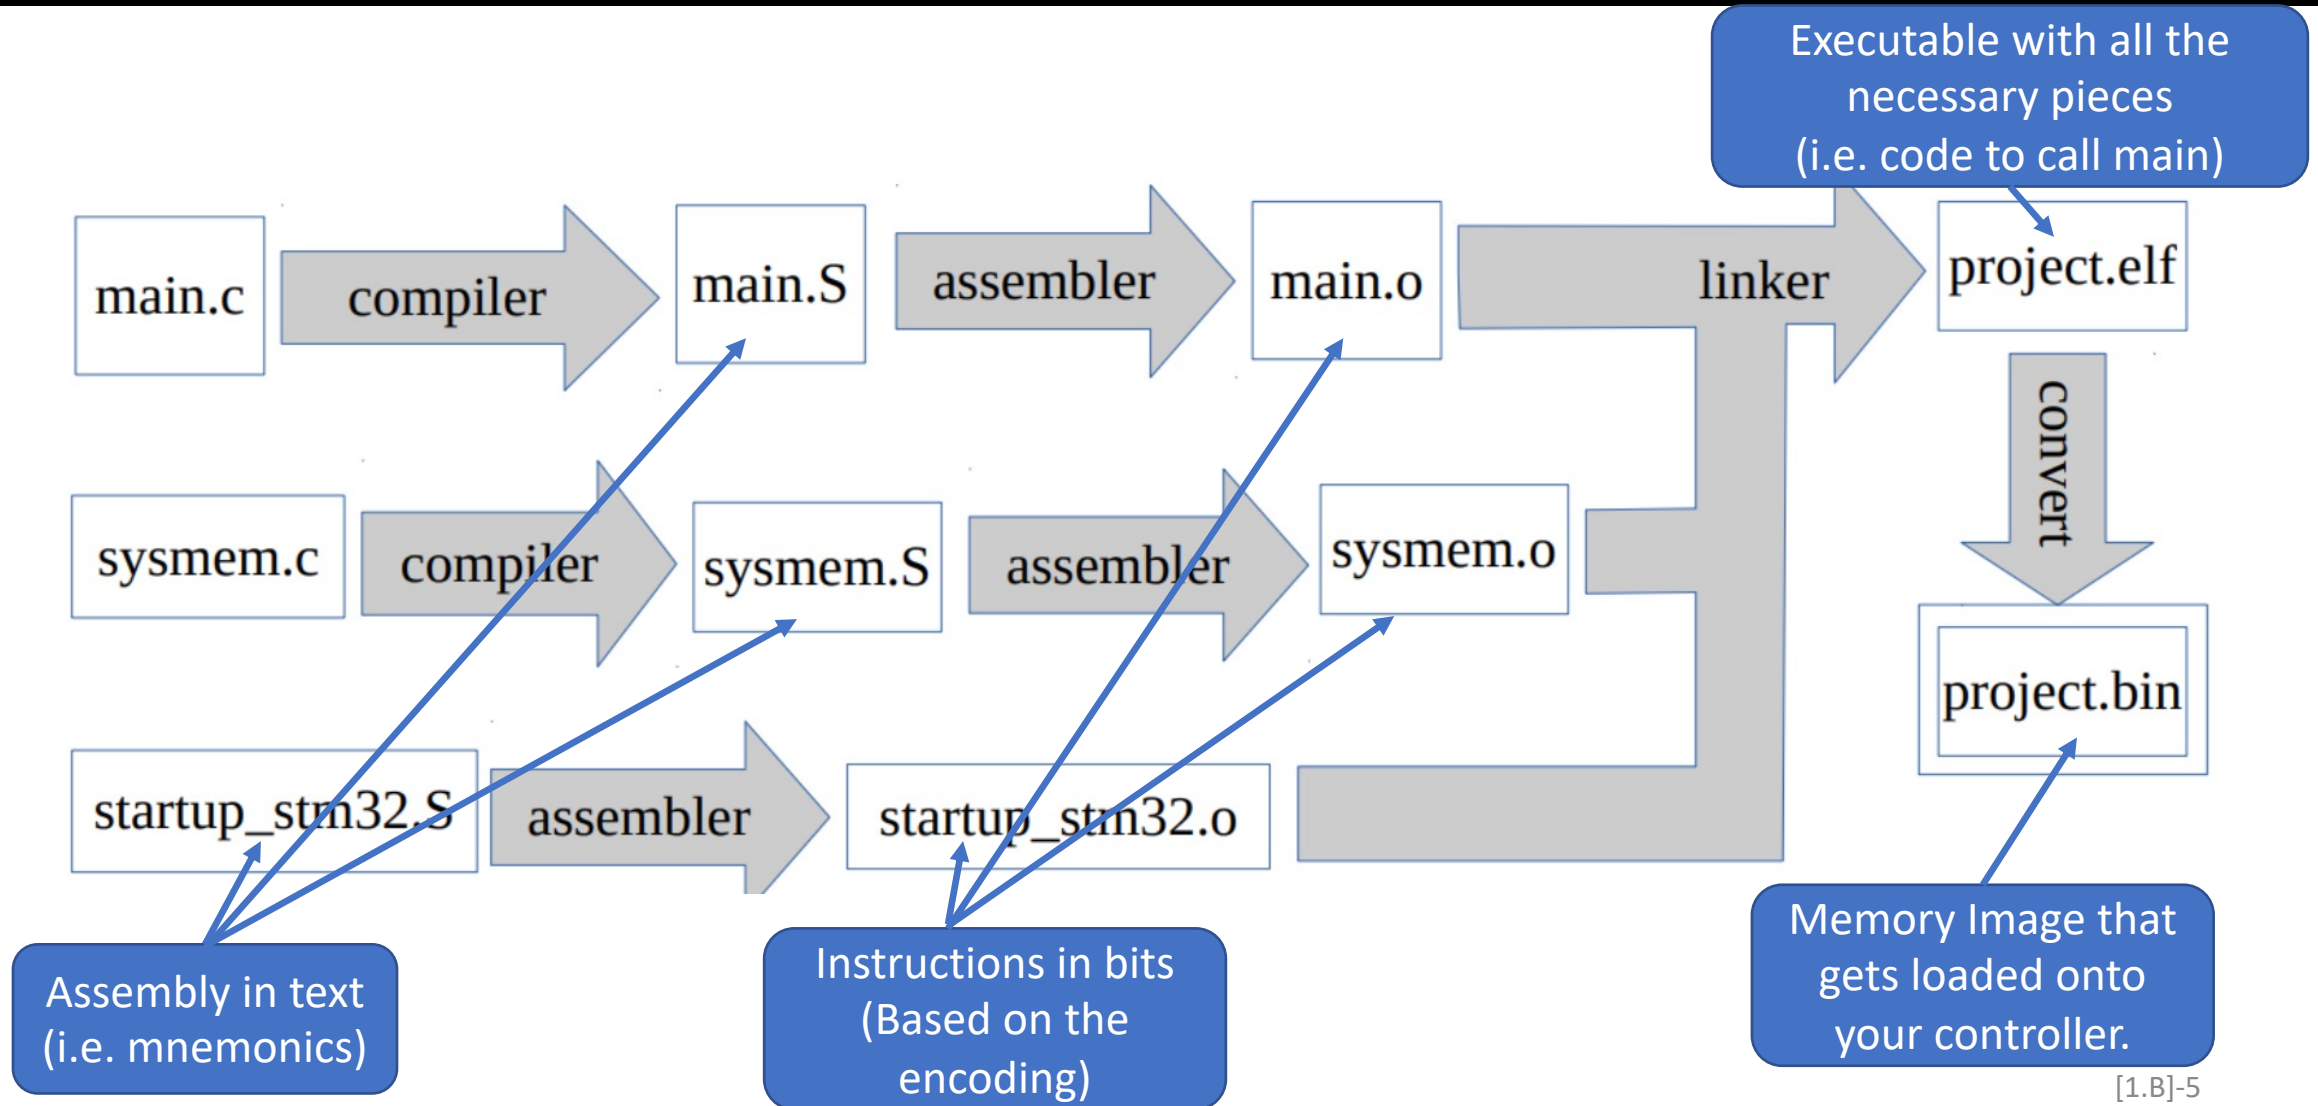 Executable with all the
necessary pieces
(i.e. code to call main)
main.c
compiler
main.S
assembler
main.o
linker
project.elf
convert
sysmem.c
compiler
sysmem.S
assembler
sysmem.o
project.bin
startup_stm32.S
assembler
startup_stm32.o
Assembly in text
(i.e. mnemonics)
Instructions in bits
(Based on the
encoding)
Memory Image that
gets loaded onto
your controller.
[1.B]-5